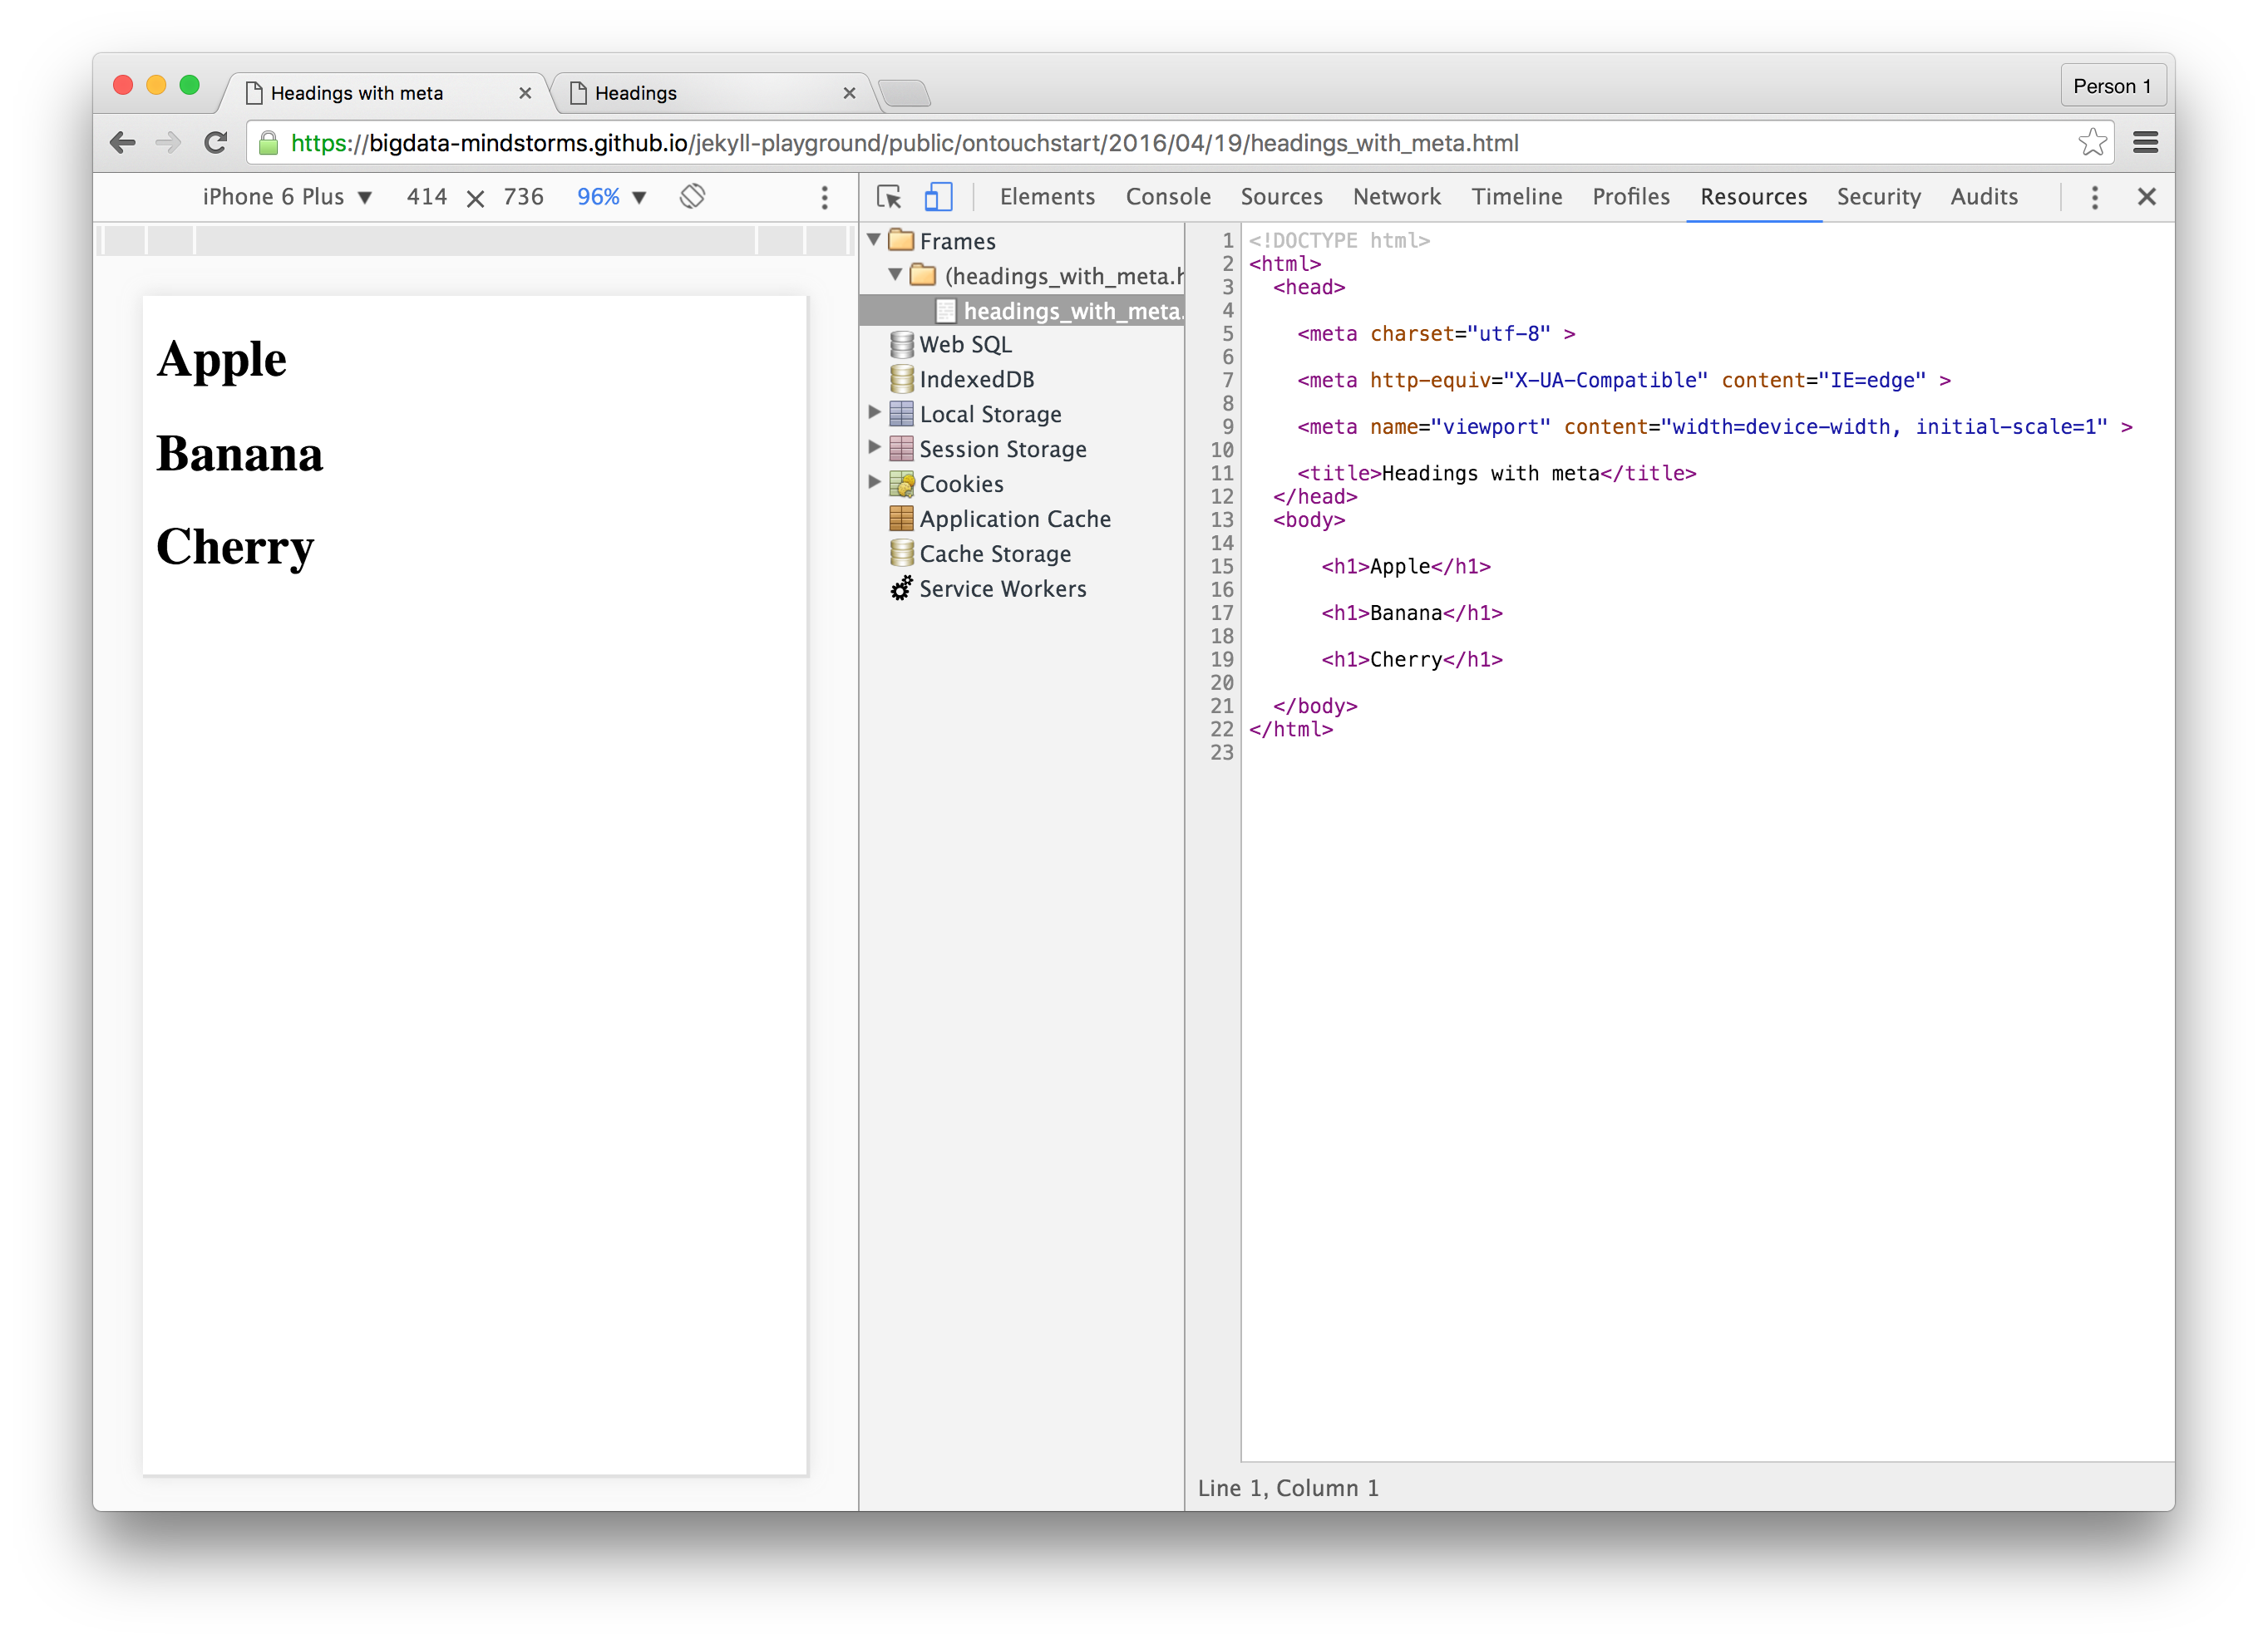 Headings with meta
Headings
Person 1
https://bigdata-mindstorms.github.io/jekyll-playground/public/ontouchstart/2016/04/19/headings_with_meta.html
iPhone 6 Plus 414 × 736 96%
Elements Console Sources Network Timeline Profiles Resources Security Audits
Apple
Banana
Cherry
Frames
(headings_with_meta.h
headings_with_meta.
Web SQL
IndexedDB
Local Storage
Session Storage
Cookies
Application Cache
Cache Storage
Service Workers
1 <!DOCTYPE html>
2 <html>
3 <head>
4
5 <meta charset="utf-8" >
6
7 <meta http-equiv="X-UA-Compatible" content="IE=edge" >
8
9 <meta name="viewport" content="width=device-width, initial-scale=1" >
10
11 <title>Headings with meta</title>
12 </head>
13 <body>
14
15 <h1>Apple</h1>
16
17 <h1>Banana</h1>
18
19 <h1>Cherry</h1>
20
21 </body>
22 </html>
23
Line 1, Column 1